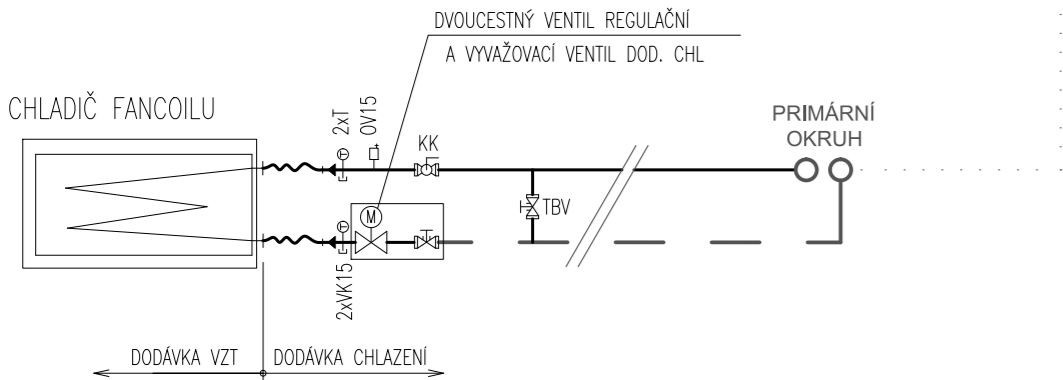 DVOUCESTNÝ VENTIL REGULAČNÍ
A VYVAŽOVACÍ VENTIL DOD. CHL
CHLADIČ FANCOILU
2xT
OV15
KK
PRIMÁRNÍ
OKRUH
TBV
M
2xVK15
DODÁVKA VZT
DODÁVKA CHLAZENÍ